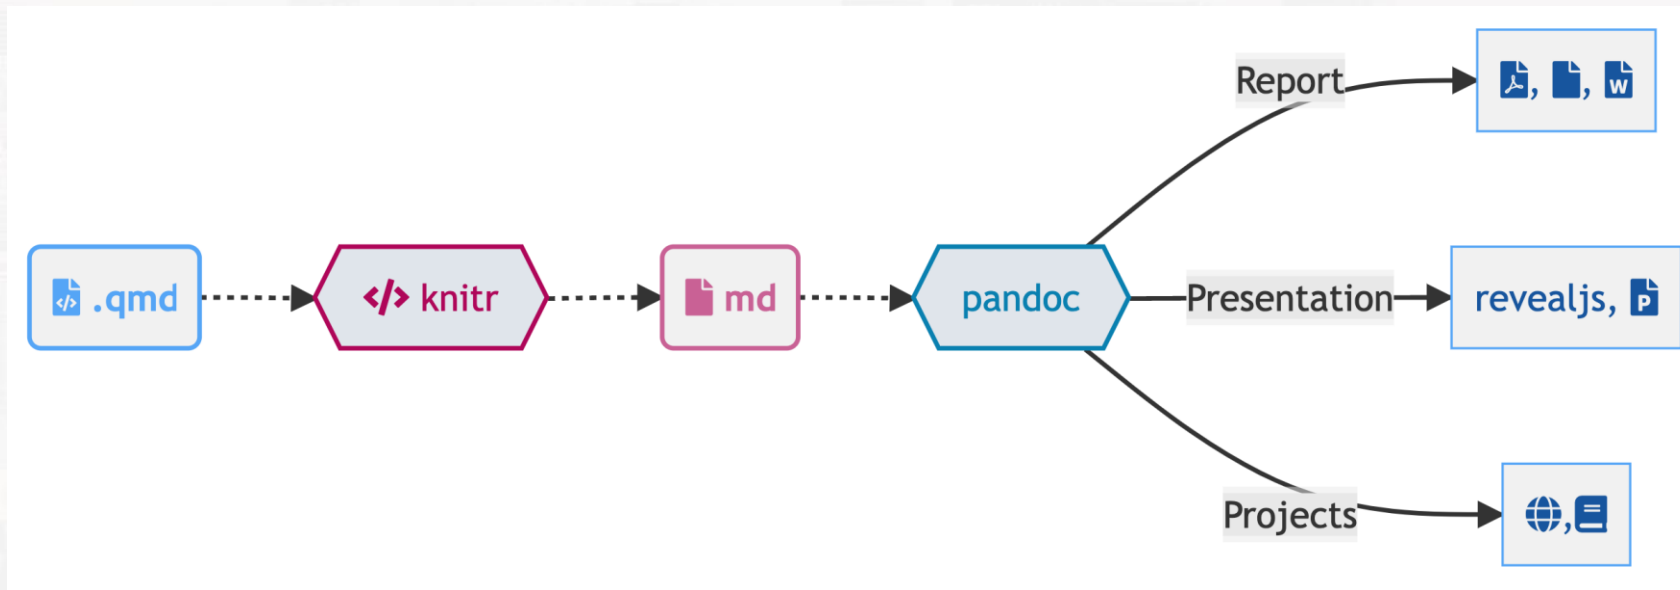 .qmd
</> knitr
md
pandoc
Report
, , W
Presentation
revealjs, P
Projects
,